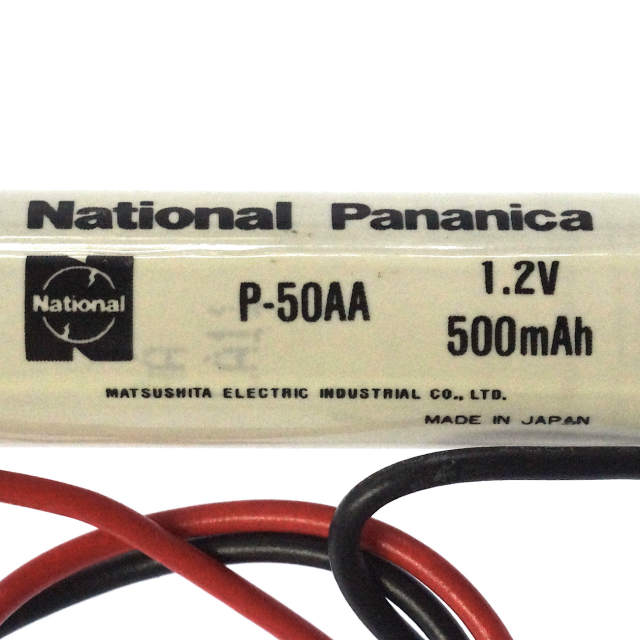 National Pananica
National
P-50AA
1.2V
500mAh
MATSUSHITA ELECTRIC INDUSTRIAL CO., LTD.
MADE IN JAPAN